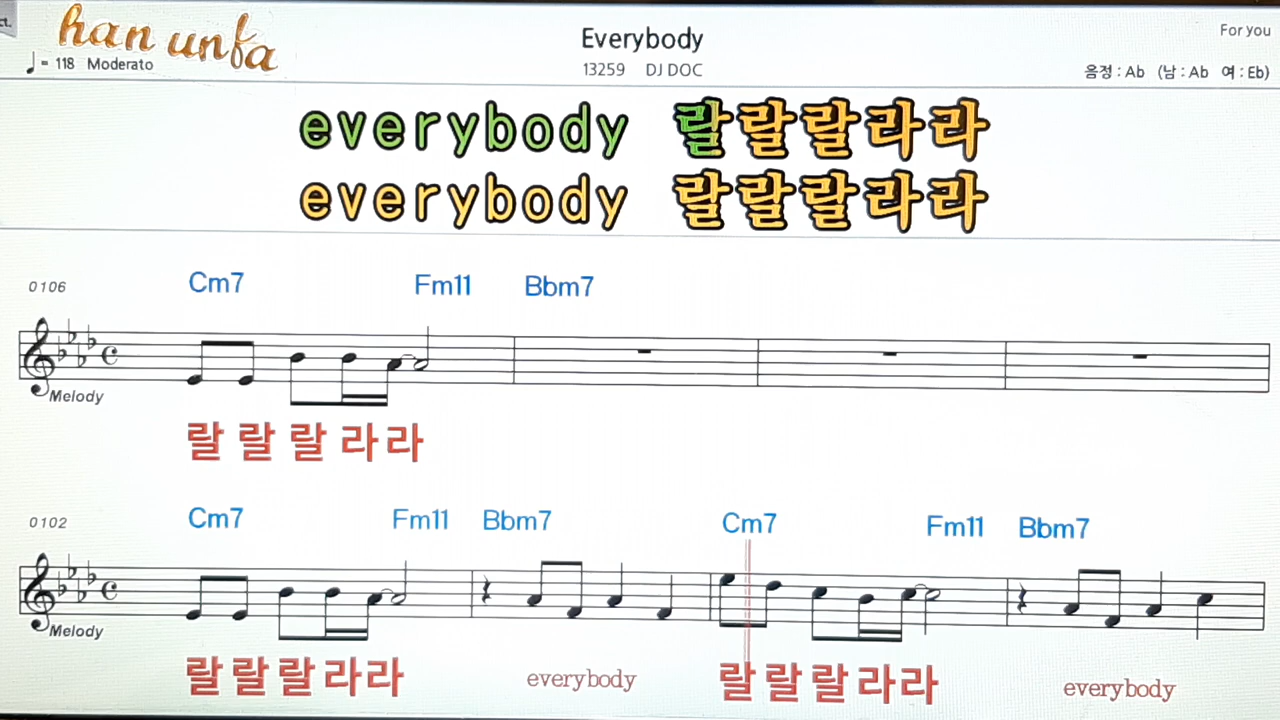 ct.
han unfa
♩ = 118 Moderato
Everybody
13259 DJ DOC
For you
음정 : Ab (남 : Ab 여 : Eb)
everybody 랄랄랄라라
everybody 랄랄랄라라
0106
Cm7 Fm11 Bbm7
Melody
랄 랄 랄 라 라
0102
Cm7 Fm11 Bbm7 Cm7 Fm11 Bbm7
Melody
랄 랄 랄 라 라 everybody 랄 랄 랄 라 라 everybody